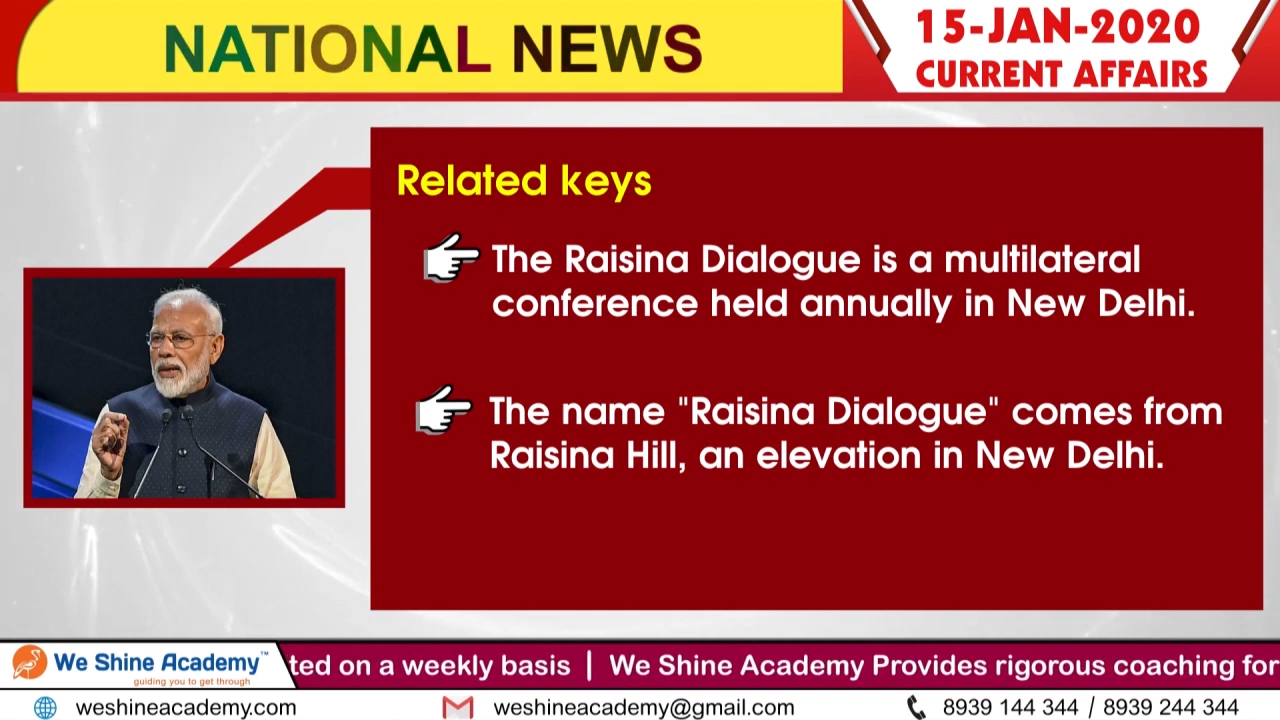 NATIONAL NEWS
15-JAN-2020
CURRENT AFFAIRS
Related keys
The Raisina Dialogue is a multilateral
conference held annually in New Delhi.
The name "Raisina Dialogue" comes from
Raisina Hill, an elevation in New Delhi.
We Shine Academy™
guiding you to get through
ted on a weekly basis | We Shine Academy Provides rigorous coaching for
weshineacademy.com
weshineacademy@gmail.com
8939 144 344 / 8939 244 344